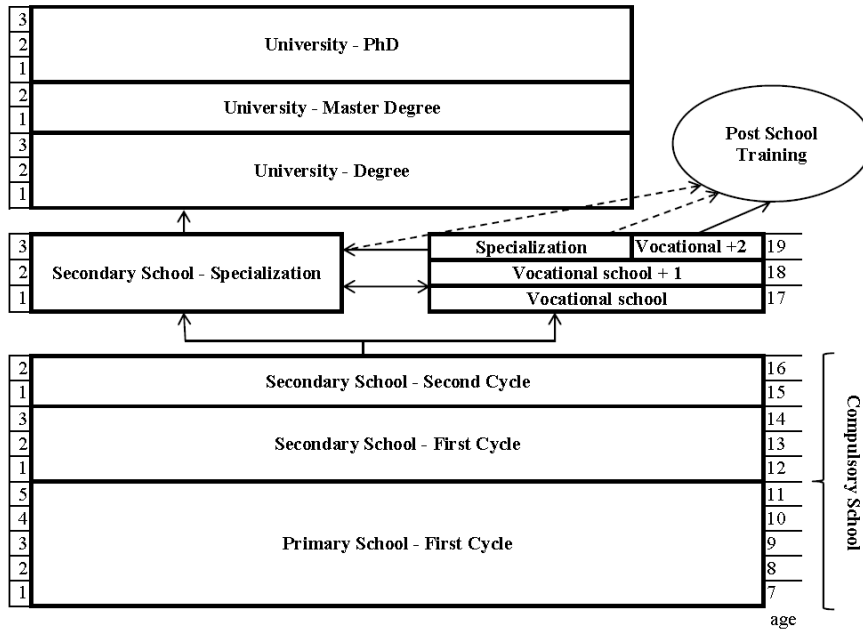 3
University - PhD
2
1
2
University - Master Degree
1
3
University - Degree
2
1
Post School
Training
3
Secondary School - Specialization
Specialization
Vocational +2
19
2
Vocational school + 1
18
1
Vocational school
17
2
Secondary School - Second Cycle
16
1
15
3
14
2
Secondary School - First Cycle
13
1
12
5
11
4
10
3
Primary School - First Cycle
9
2
8
1
7
age
Compulsory School